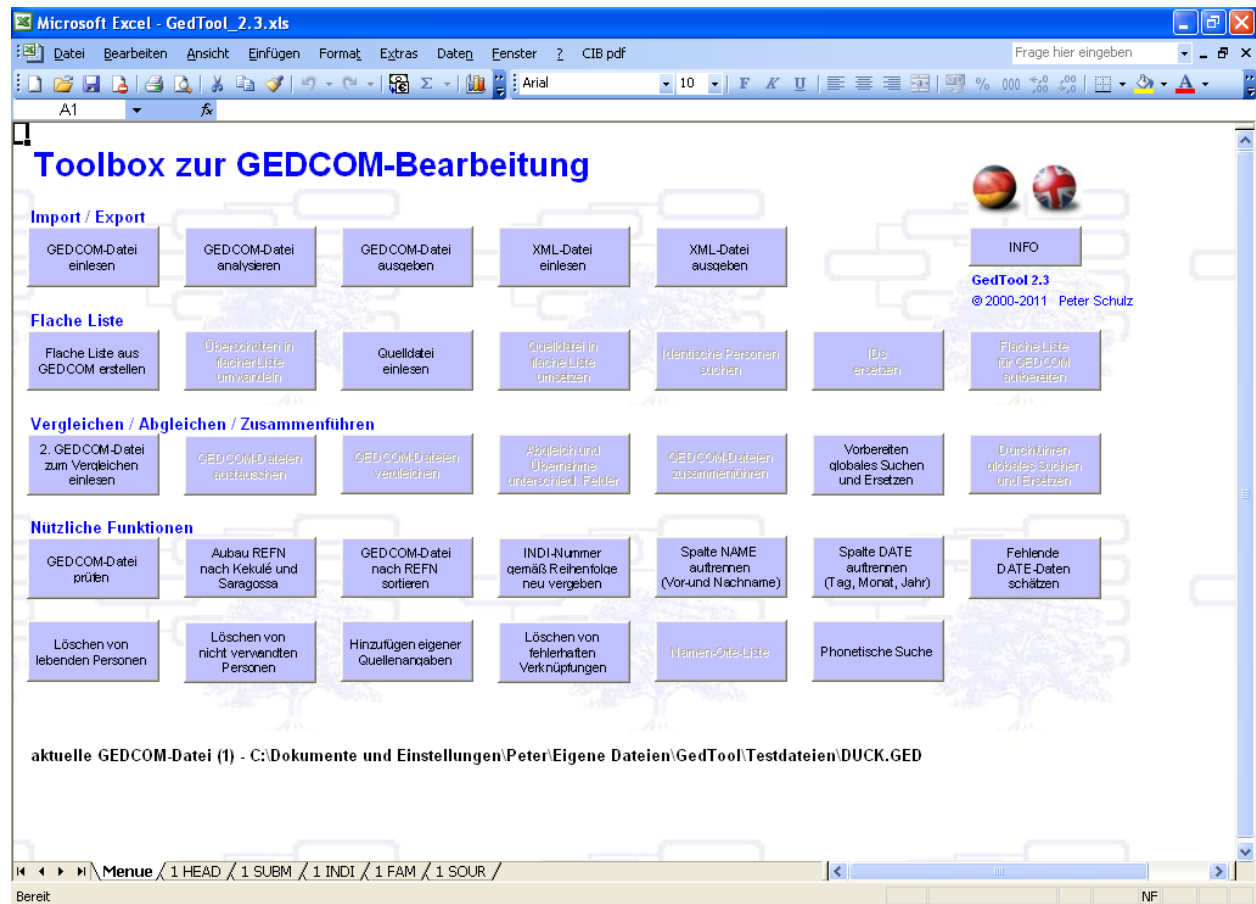 Microsoft Excel - GedTool_2.3.xls
Datei Bearbeiten Ansicht Einfügen Format Extras Daten Fenster ? CIB pdf Frage hier eingeben
Arial 10 F K U % 000
A1 fx
Toolbox zur GEDCOM-Bearbeitung
Import / Export
GEDCOM-Datei einlesen
GEDCOM-Datei analysieren
GEDCOM-Datei ausgeben
XML-Datei einlesen
XML-Datei ausgeben
INFO
GedTool 2.3
© 2000-2011 Peter Schulz
Flache Liste
Flache Liste aus GEDCOM erstellen
Überschriften in flacher Liste umwandeln
Quelldatei einlesen
Quelldatei in flache Liste umsetzen
Identische Personen suchen
IDs ersetzen
Flache Liste für GEDCOM aufbereiten
Vergleichen / Abgleichen / Zusammenführen
2. GEDCOM-Datei zum Vergleichen einlesen
GEDCOM-Dateien austauschen
GEDCOM-Dateien vergleichen
Abgleich und Übernahme unterschiedl. Felder
GEDCOM-Dateien zusammenführen
Vorbereiten globales Suchen und Ersetzen
Durchführen globales Suchen und Ersetzen
Nützliche Funktionen
GEDCOM-Datei prüfen
Aubau REFN nach Kekulé und Saragossa
GEDCOM-Datei nach REFN sortieren
INDI-Nummer gemäß Reihenfolge neu vergeben
Spalte NAME auftrennen (Vor-und Nachname)
Spalte DATE auftrennen (Tag, Monat, Jahr)
Fehlende DATE-Daten schätzen
Löschen von lebenden Personen
Löschen von nicht verwandten Personen
Hinzufügen eigener Quellenangaben
Löschen von fehlerhaften Verknüpfungen
Namen-Orte-Liste
Phonetische Suche
aktuelle GEDCOM-Datei (1) - C:\Dokumente und Einstellungen\Peter\Eigene Dateien\GedTool\Testdateien\DUCK.GED
Menue / 1 HEAD / 1 SUBM / 1 INDI / 1 FAM / 1 SOUR /
Bereit NF